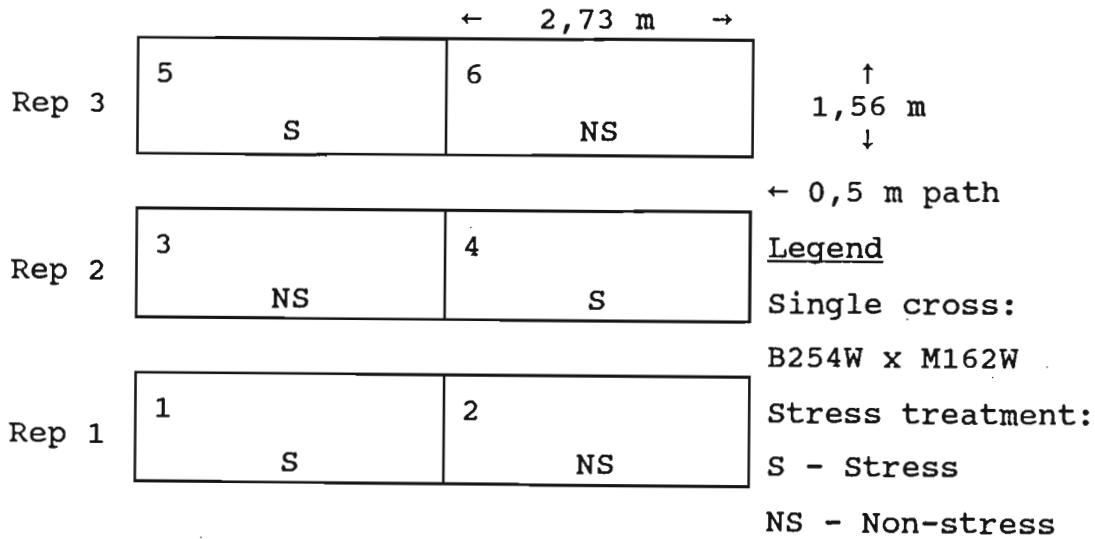 ← 2,73 m →
5
6
Rep 3
S
NS
↑
1,56 m
↓
← 0,5 m path
3
4
Rep 2
NS
S
Legend
Single cross:
B254W x M162W
1
2
Rep 1
S
NS
Stress treatment:
S - Stress
NS - Non-stress